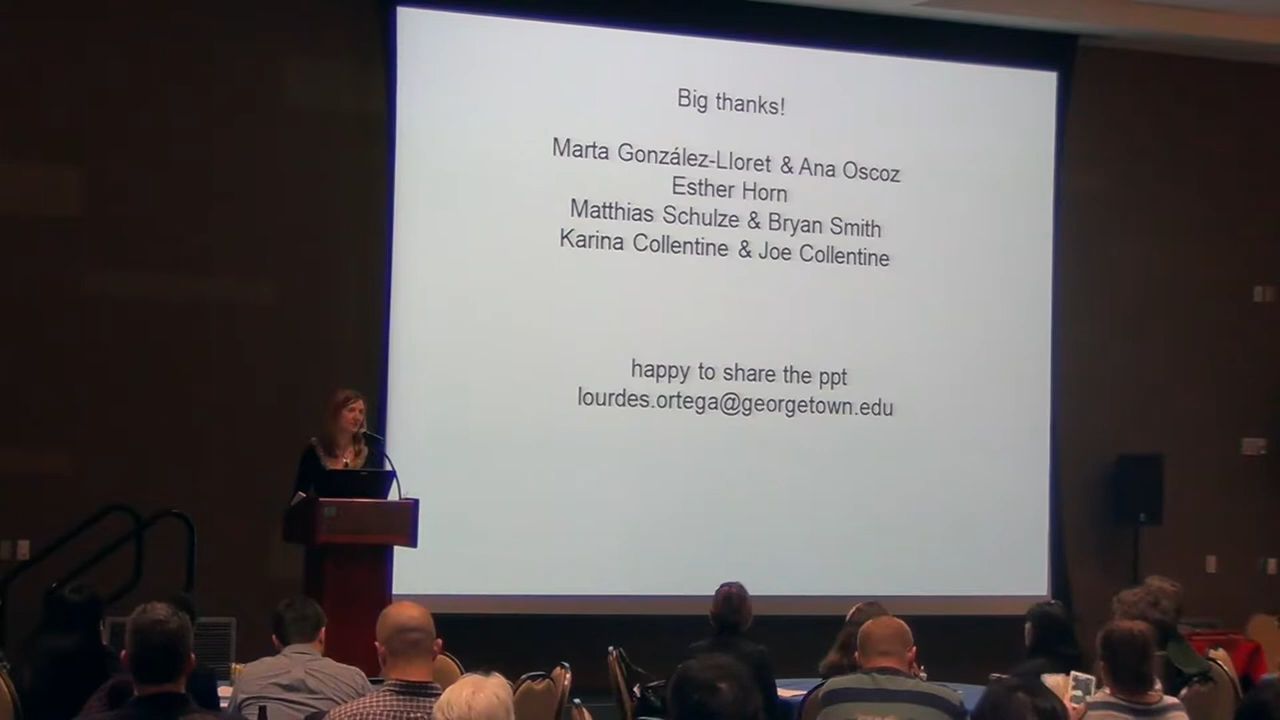 Big thanks!
Marta González-Lloret & Ana Oscoz
Esther Horn
Matthias Schulze & Bryan Smith
Karina Collentine & Joe Collentine
happy to share the ppt
lourdes.ortega@georgetown.edu